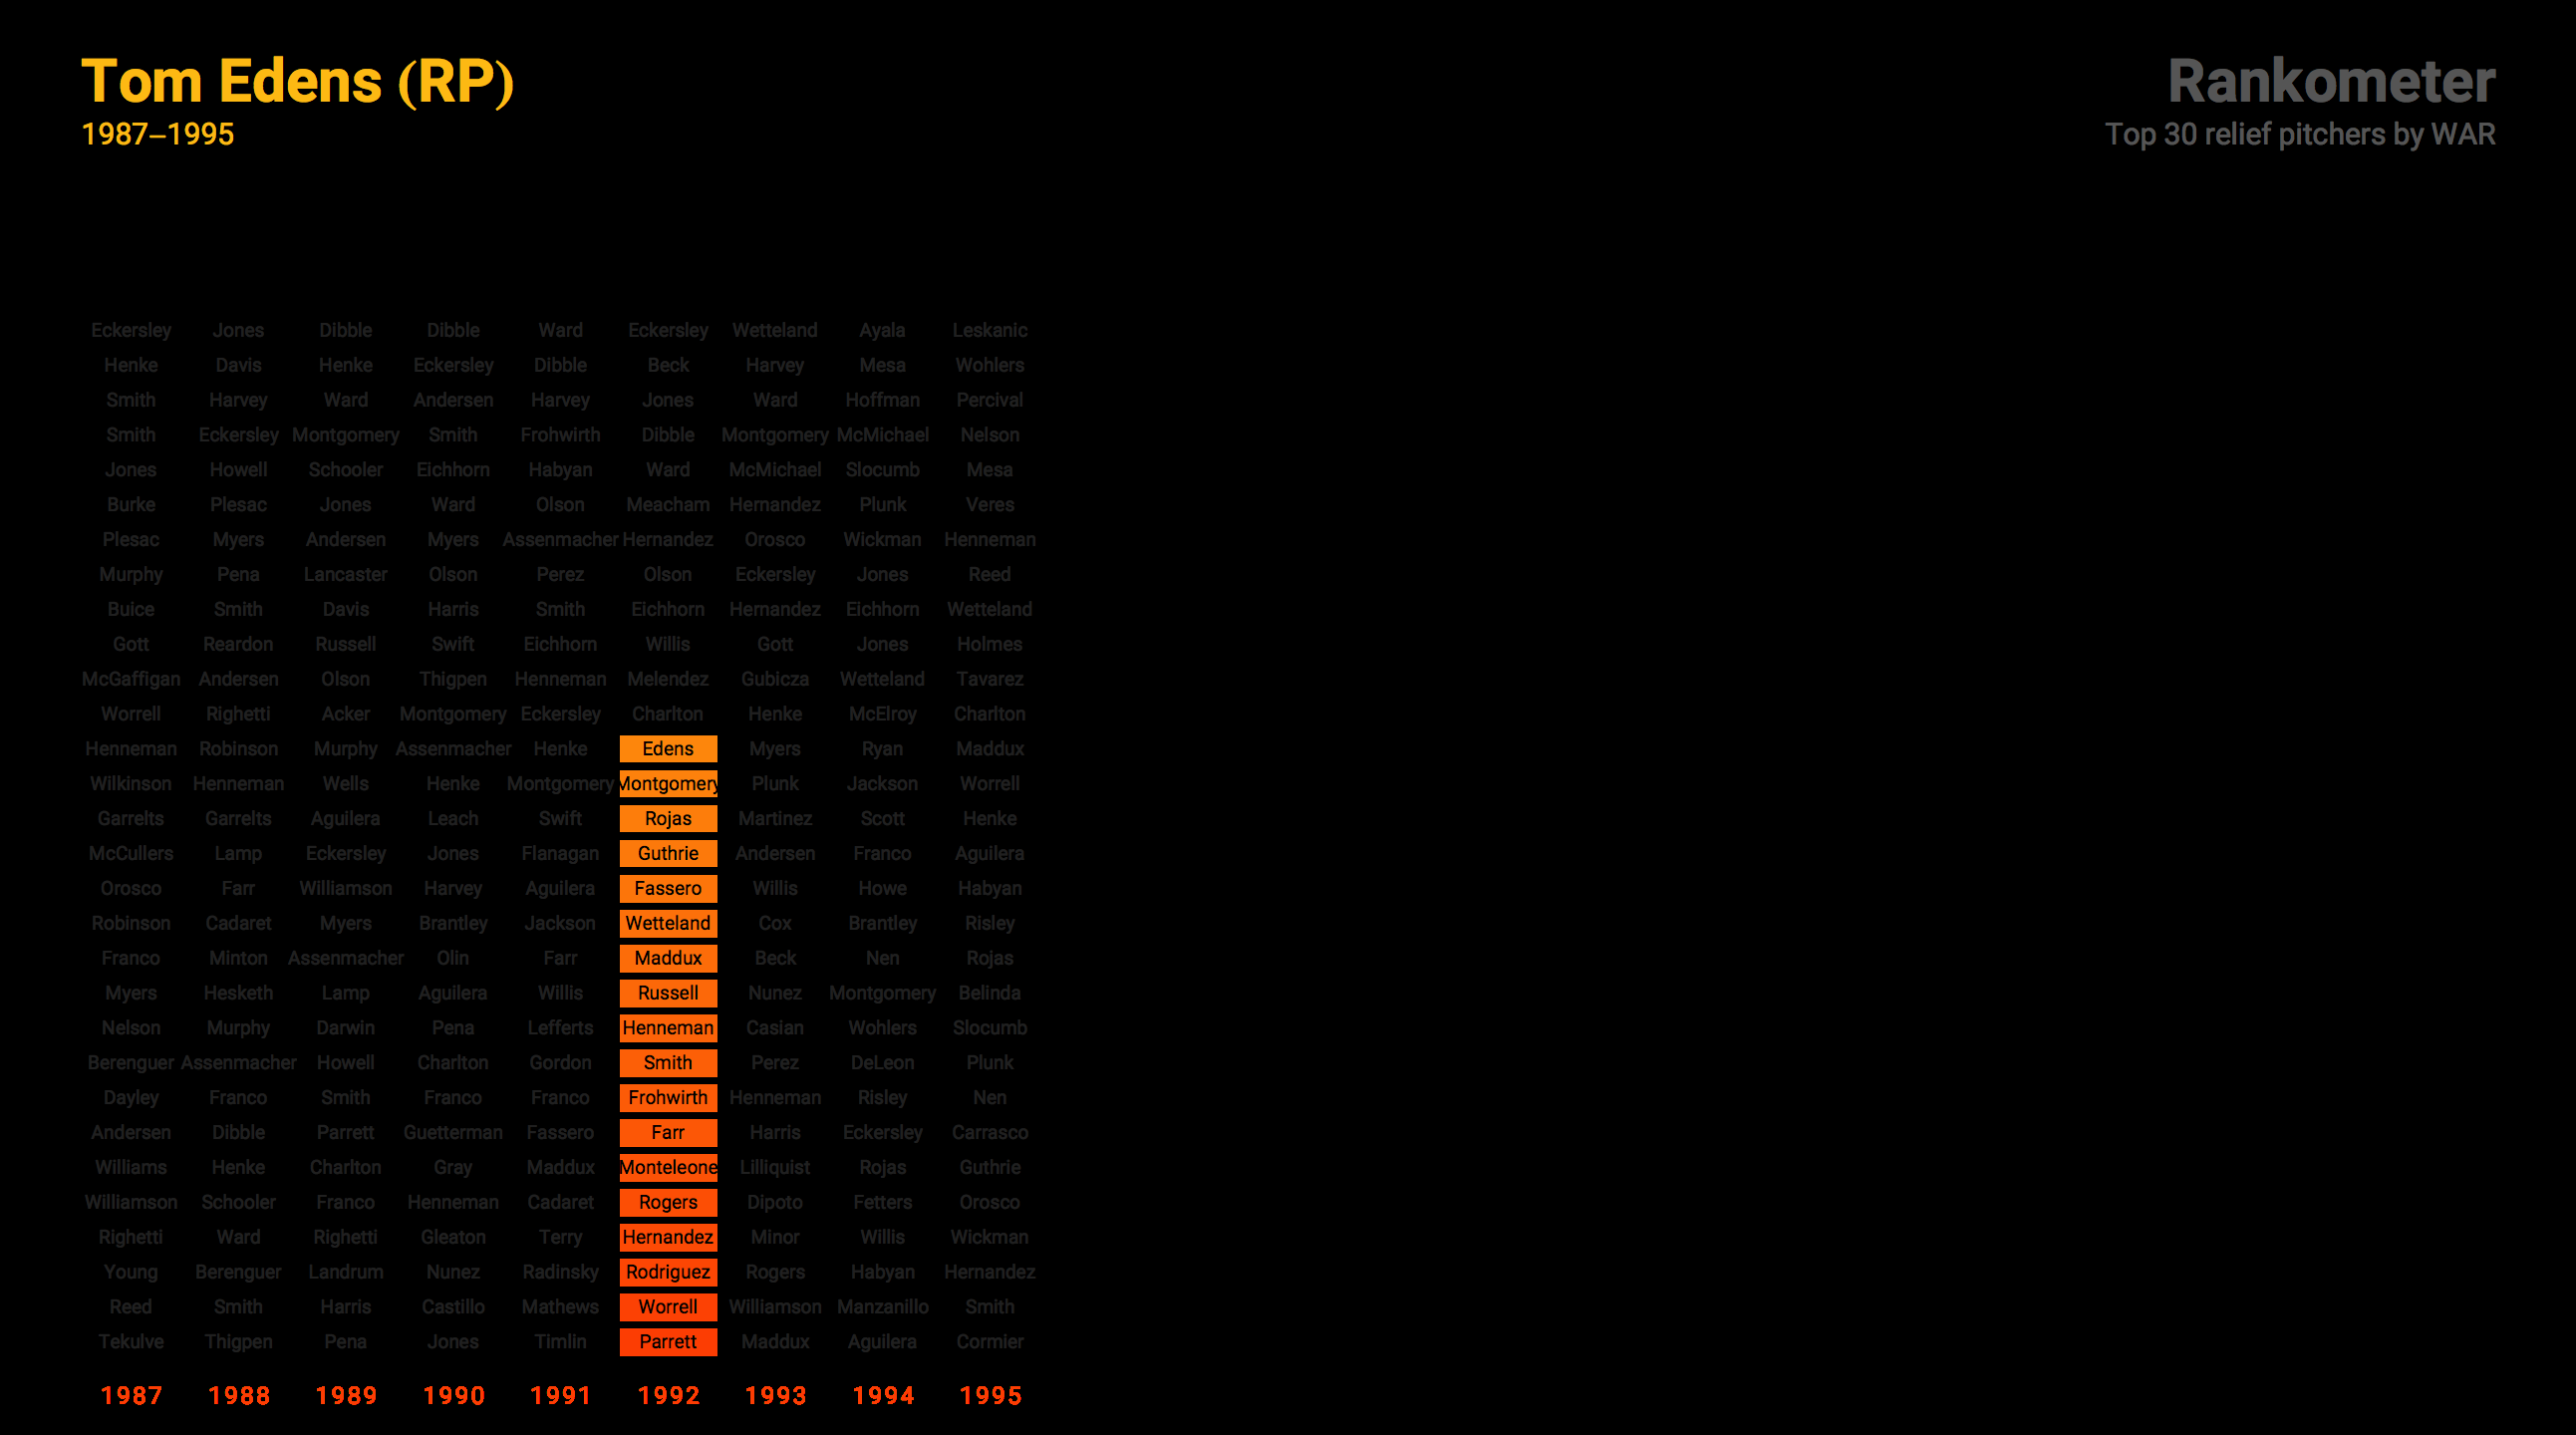 Tom Edens (RP)
1987–1995
Rankometer
Top 30 relief pitchers by WAR
Eckersley Jones Dibble Dibble Ward Eckersley Wetteland Ayala Leskanic
Henke Davis Henke Eckersley Dibble Beck Harvey Mesa Wohlers
Smith Harvey Ward Andersen Harvey Jones Ward Hoffman Percival
Smith Eckersley Montgomery Smith Frohwirth Dibble Montgomery McMichael Nelson
Jones Howell Schooler Eichhorn Habyan Ward McMichael Slocumb Mesa
Burke Plesac Jones Ward Olson Meacham Hernandez Plunk Veres
Plesac Myers Andersen Myers Assenmacher Hernandez Orosco Wickman Henneman
Murphy Pena Lancaster Olson Perez Olson Eckersley Jones Reed
Buice Smith Davis Harris Smith Eichhorn Hernandez Eichhorn Wetteland
Gott Reardon Russell Swift Eichhorn Willis Gott Jones Holmes
McGaffigan Andersen Olson Thigpen Henneman Melendez Gubicza Wetteland Tavarez
Worrell Righetti Acker Montgomery Eckersley Charlton Henke McElroy Charlton
Henneman Robinson Murphy Assenmacher Henke Edens Myers Ryan Maddux
Wilkinson Henneman Wells Henke Montgomery Montgomery Plunk Jackson Worrell
Garrelts Garrelts Aguilera Leach Swift Rojas Martinez Scott Henke
McCullers Lamp Eckersley Jones Flanagan Guthrie Andersen Franco Aguilera
Orosco Farr Williamson Harvey Aguilera Fassero Willis Howe Habyan
Robinson Cadaret Myers Brantley Jackson Wetteland Cox Brantley Risley
Franco Minton Assenmacher Olin Farr Maddux Beck Nen Rojas
Myers Hesketh Lamp Aguilera Willis Russell Nunez Montgomery Belinda
Nelson Murphy Darwin Pena Lefferts Henneman Casian Wohlers Slocumb
Berenguer Assenmacher Howell Charlton Gordon Smith Perez DeLeon Plunk
Dayley Franco Smith Franco Franco Frohwirth Henneman Risley Nen
Andersen Dibble Parrett Guetterman Fassero Farr Harris Eckersley Carrasco
Williams Henke Charlton Gray Maddux Monteleone Lilliquist Rojas Guthrie
Williamson Schooler Franco Henneman Cadaret Rogers Dipoto Fetters Orosco
Righetti Ward Righetti Gleaton Terry Hernandez Minor Willis Wickman
Young Berenguer Landrum Nunez Radinsky Rodriguez Rogers Habyan Hernandez
Reed Smith Harris Castillo Mathews Worrell Williamson Manzanillo Smith
Tekulve Thigpen Pena Jones Timlin Parrett Maddux Aguilera Cormier
1987 1988 1989 1990 1991 1992 1993 1994 1995